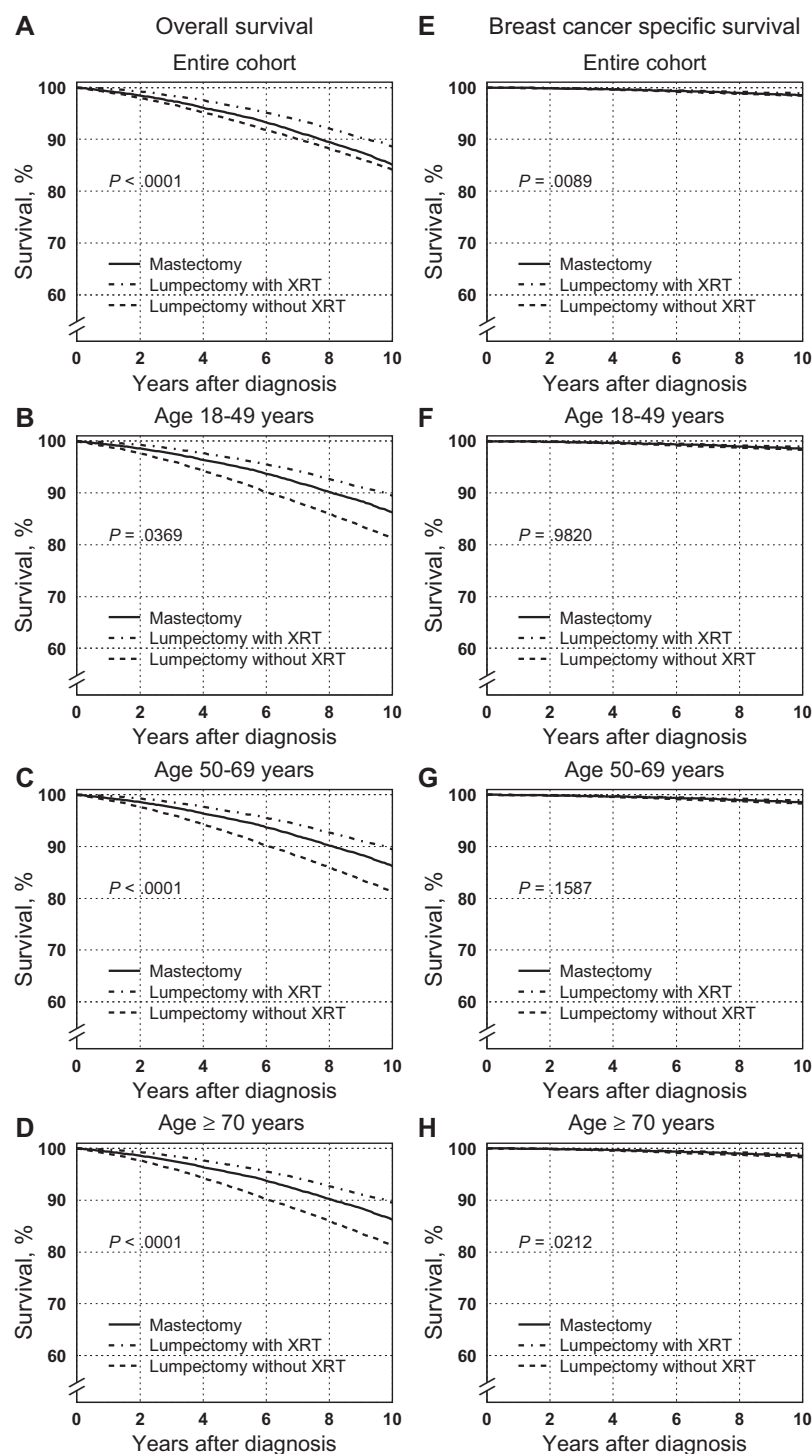 A
Overall survival
Entire cohort
Survival, %
100
90
80
70
60
P < .0001
Mastectomy
Lumpectomy with XRT
Lumpectomy without XRT
0 2 4 6 8 10
Years after diagnosis
E
Breast cancer specific survival
Entire cohort
Survival, %
100
90
80
70
60
P = .0089
Mastectomy
Lumpectomy with XRT
Lumpectomy without XRT
0 2 4 6 8 10
Years after diagnosis
B
Age 18-49 years
Survival, %
100
90
80
70
60
P = .0369
Mastectomy
Lumpectomy with XRT
Lumpectomy without XRT
0 2 4 6 8 10
Years after diagnosis
F
Age 18-49 years
Survival, %
100
90
80
70
60
P = .9820
Mastectomy
Lumpectomy with XRT
Lumpectomy without XRT
0 2 4 6 8 10
Years after diagnosis
C
Age 50-69 years
Survival, %
100
90
80
70
60
P < .0001
Mastectomy
Lumpectomy with XRT
Lumpectomy without XRT
0 2 4 6 8 10
Years after diagnosis
G
Age 50-69 years
Survival, %
100
90
80
70
60
P = .1587
Mastectomy
Lumpectomy with XRT
Lumpectomy without XRT
0 2 4 6 8 10
Years after diagnosis
D
Age ≥ 70 years
Survival, %
100
90
80
70
60
P < .0001
Mastectomy
Lumpectomy with XRT
Lumpectomy without XRT
0 2 4 6 8 10
Years after diagnosis
H
Age ≥ 70 years
Survival, %
100
90
80
70
60
P = .0212
Mastectomy
Lumpectomy with XRT
Lumpectomy without XRT
0 2 4 6 8 10
Years after diagnosis